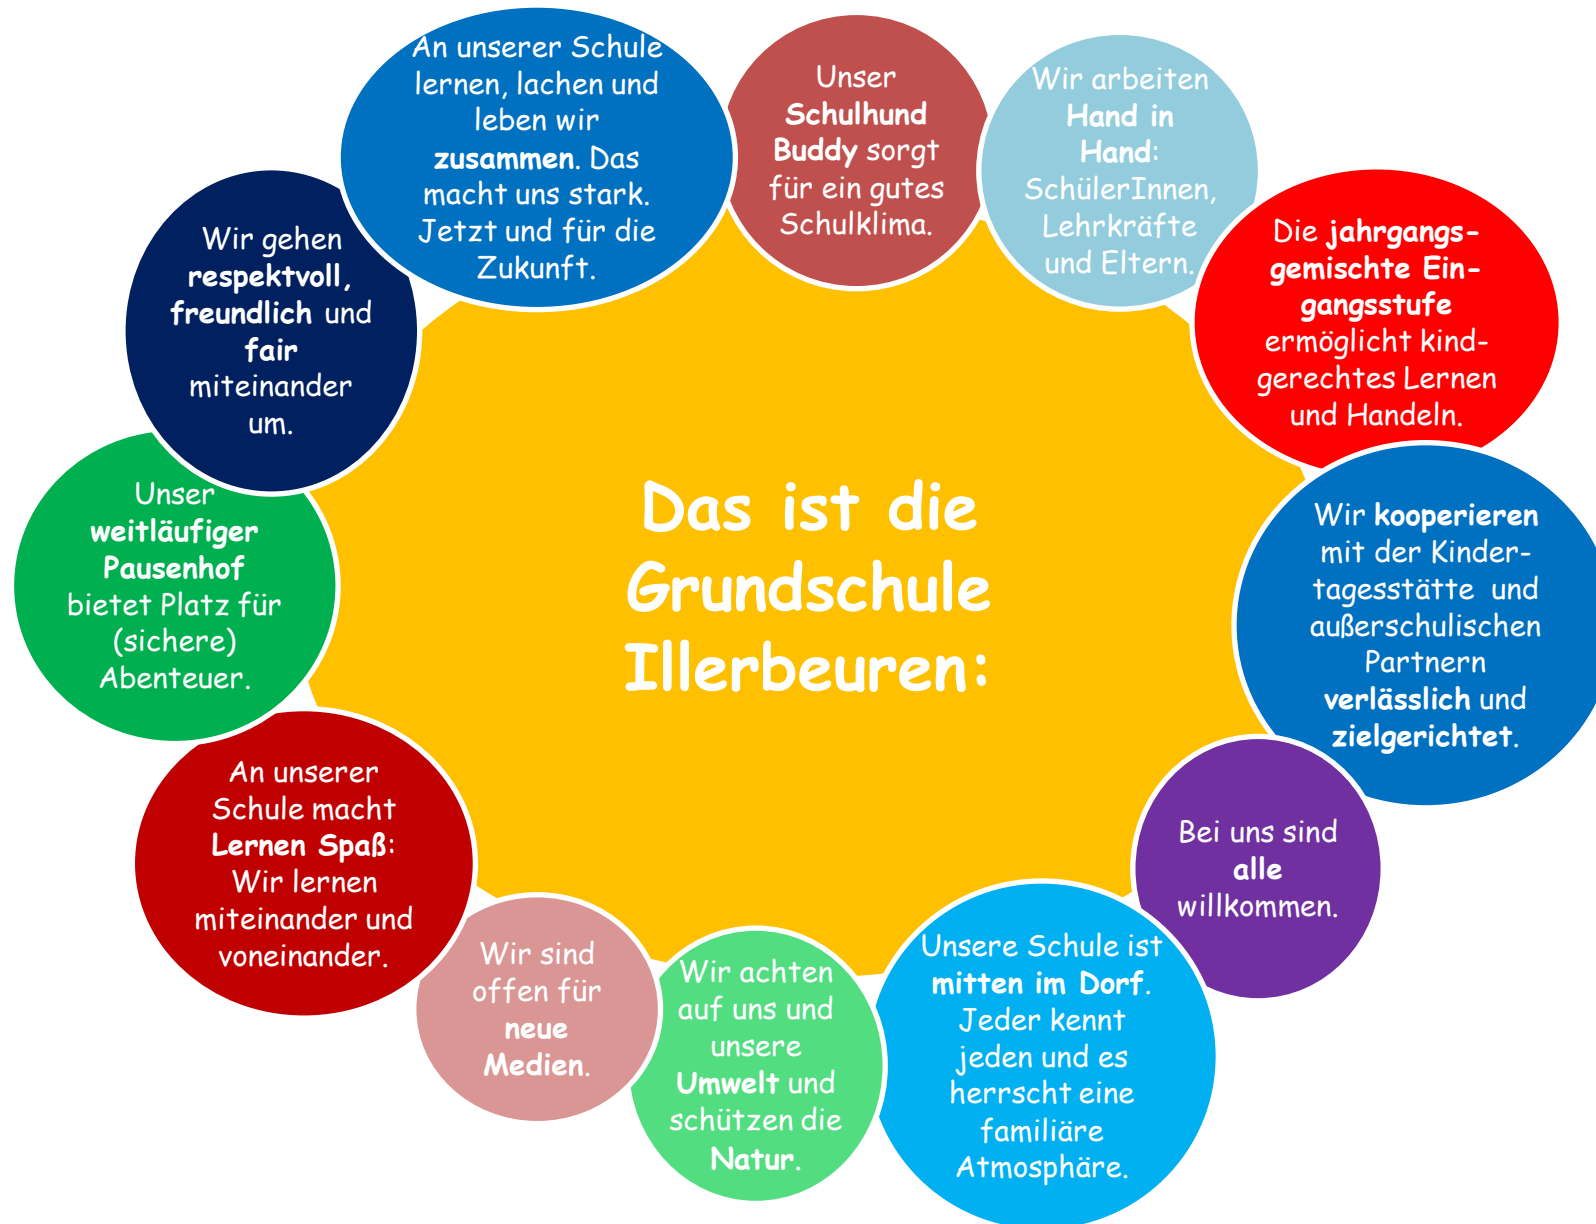 An unserer Schule
lernen, lachen und
leben wir
zusammen. Das
macht uns stark.
Jetzt und für die
Zukunft.
Unser
Schulhund
Buddy sorgt
für ein gutes
Schulklima.
Wir arbeiten
Hand in
Hand:
SchülerInnen,
Lehrkräfte
und Eltern.
Die jahrgangs-
gemischte Ein-
gangsstufe
ermöglicht kind-
gerechtes Lernen
und Handeln.
Wir kooperieren
mit der Kinder-
tagesstätte und
außerschulischen
Partnern
verlässlich und
zielgerichtet.
Bei uns sind
alle
willkommen.
Unsere Schule ist
mitten im Dorf.
Jeder kennt
jeden und es
herrscht eine
familiäre
Atmosphäre.
Wir achten
auf uns und
unsere
Umwelt und
schützen die
Natur.
Wir sind
offen für
neue
Medien.
An unserer
Schule macht
Lernen Spaß:
Wir lernen
miteinander und
voneinander.
Unser
weitläufiger
Pausenhof
bietet Platz für
(sichere)
Abenteuer.
Wir gehen
respektvoll,
freundlich und
fair
miteinander
um.
Das ist die
Grundschule
Illerbeuren: